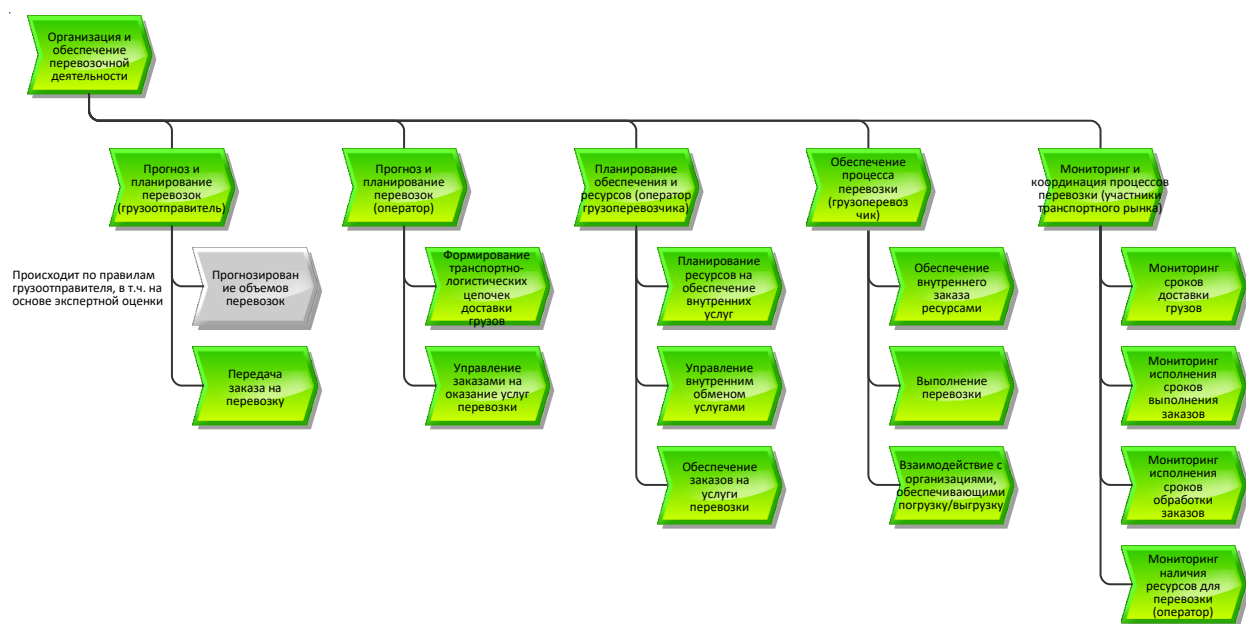 Организация и
обеспечение
перевозочной
деятельности
Прогноз и
планирование
перевозок
(грузоотправитель)
Прогноз и
планирование
перевозок
(оператор)
Планирование
обеспечения и
ресурсов (оператор
грузоперевозчика)
Обеспечение
процесса
перевозки
(грузоперевоз
чик)
Мониторинг и
координация процессов
перевозки (участники
транспортного рынка)
Происходит по правилам
грузоотправителя, в т.ч. на
основе экспертной оценки
Прогнозирован
ие объемов
перевозок
Формирование
транспортно-
логистических
цепочек
доставки
грузов
Планирование
ресурсов на
обеспечение
внутренних
услуг
Обеспечение
внутреннего
заказа
ресурсами
Мониторинг
сроков
доставки
грузов
Передача
заказа на
перевозку
Управление
заказами на
оказание услуг
перевозки
Управление
внутренним
обменом
услугами
Выполнение
перевозки
Мониторинг
исполнения
сроков
выполнения
заказов
Обеспечение
заказов на
услуги
перевозки
Взаимодействие с
организациями,
обеспечивающими
погрузку/выгрузку
Мониторинг
исполнения
сроков
обработки
заказов
Мониторинг
наличия
ресурсов для
перевозки
(оператор)